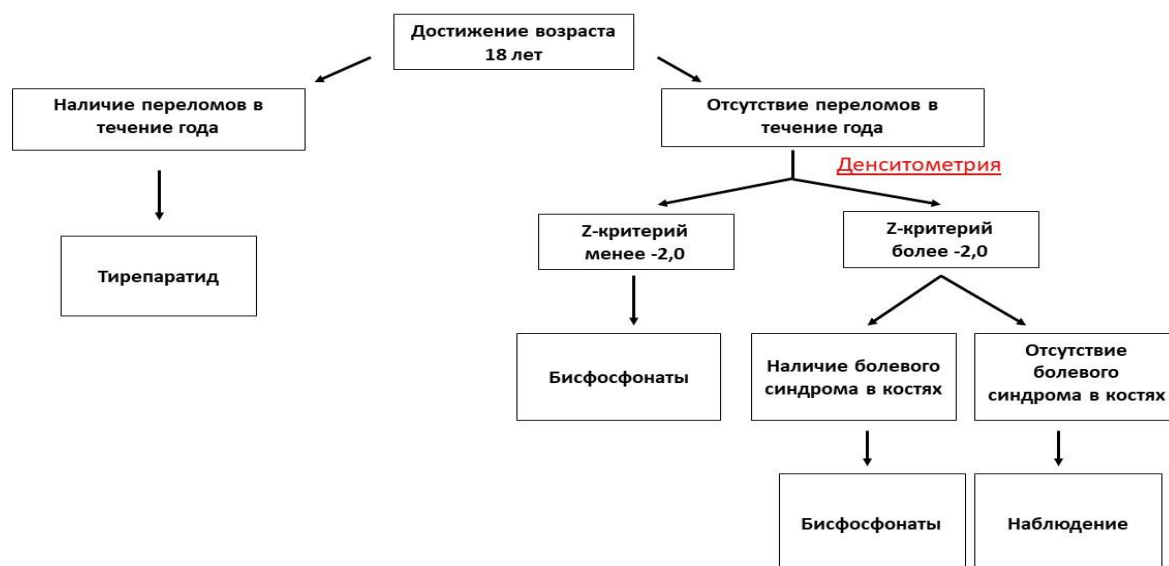 Достижение возраста
18 лет
Наличие переломов в
течение года
Отсутствие переломов в
течение года
Денситометрия
Z-критерий
менее -2,0
Z-критерий
более -2,0
Тирепаратид
Бисфосфонаты
Наличие болевого
синдрома в костях
Отсутствие
болевого
синдрома в костях
Бисфосфонаты
Наблюдение